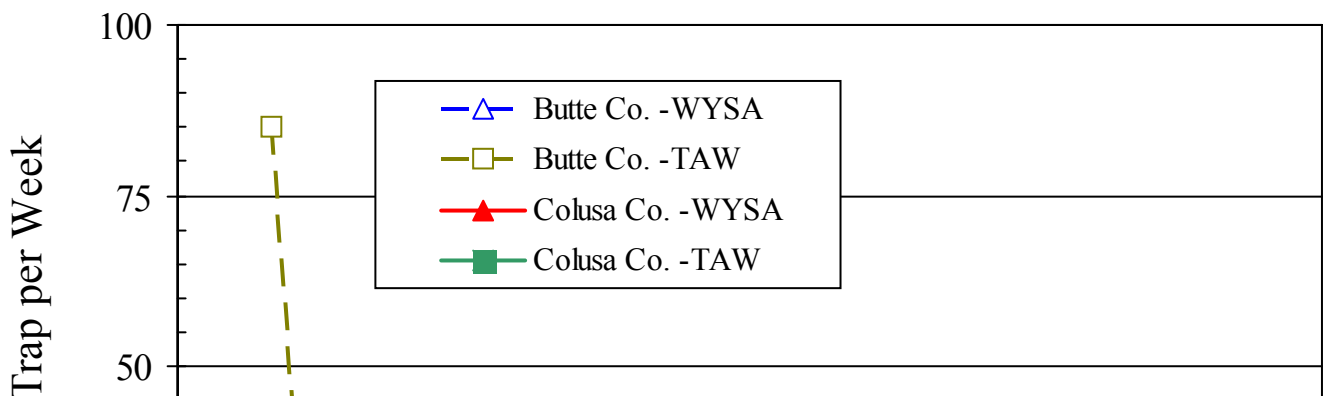 100
75
50
Trap per Week
Butte Co. -WYSA
Butte Co. -TAW
Colusa Co. -WYSA
Colusa Co. -TAW